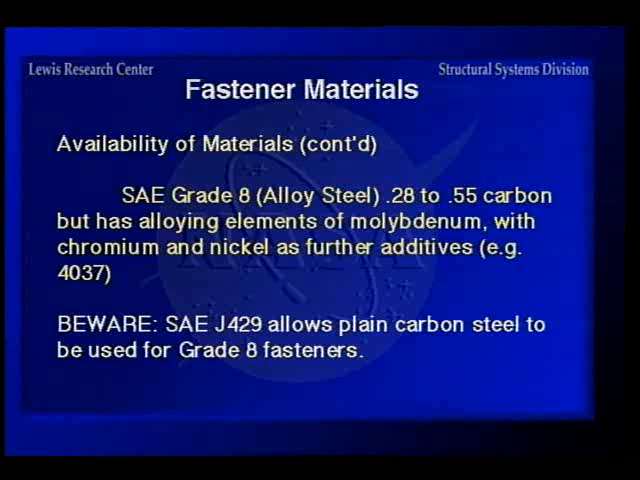 Lewis Research Center
Structural Systems Division
Fastener Materials
Availability of Materials (cont'd)
SAE Grade 8 (Alloy Steel) .28 to .55 carbon
but has alloying elements of molybdenum, with
chromium and nickel as further additives (e.g.
4037)
BEWARE: SAE J429 allows plain carbon steel to
be used for Grade 8 fasteners.